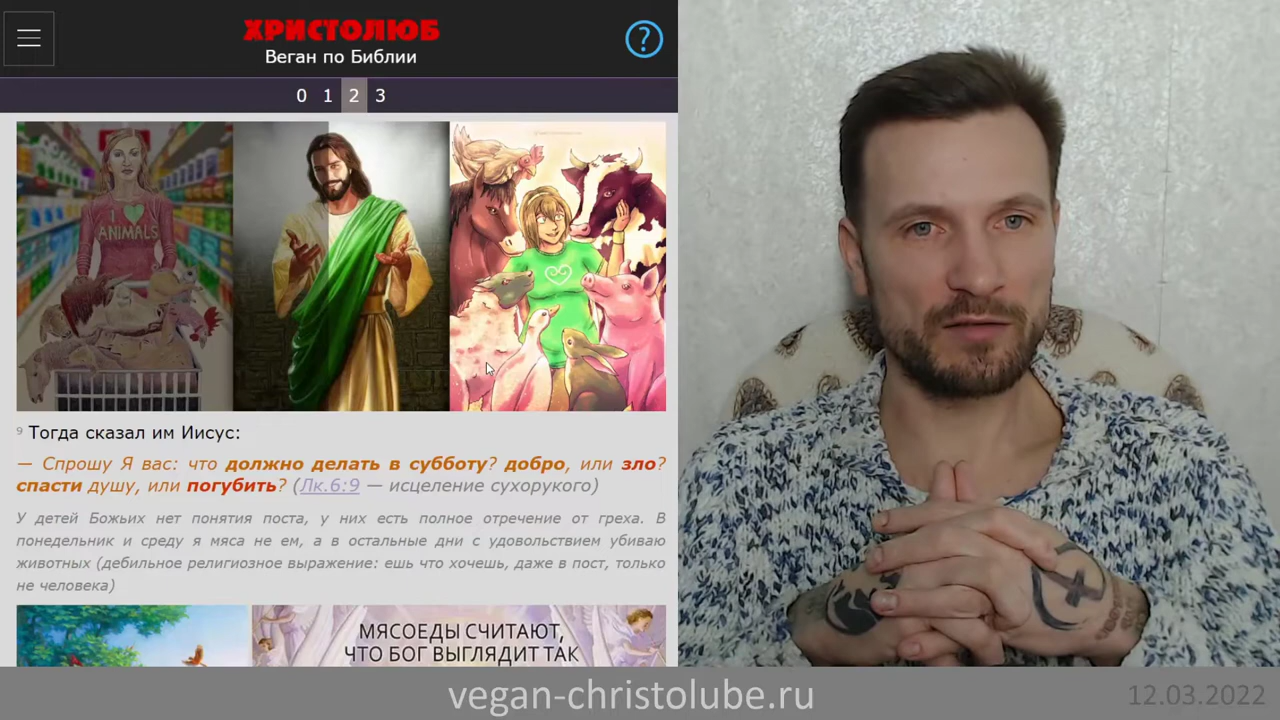 ХРИСТОЛЮБ
Веган по Библии
?
0 1 2 3
I
ANIMALS
9 Тогда сказал им Иисус:
— Спрошу Я вас: что должно делать в субботу? добро, или зло?
спасти душу, или погубить? (Лк.6:9 — исцеление сухорукого)
У детей Божьих нет понятия поста, у них есть полное отречение от греха. В
понедельник и среду я мяса не ем, а в остальные дни с удовольствием убиваю
животных (дебильное религиозное выражение: ешь что хочешь, даже в пост, только
не человека)
МЯСОЕДЫ СЧИТАЮТ,
ЧТО БОГ ВЫГЛЯДИТ ТАК
vegan-christolube.ru
12.03.2022